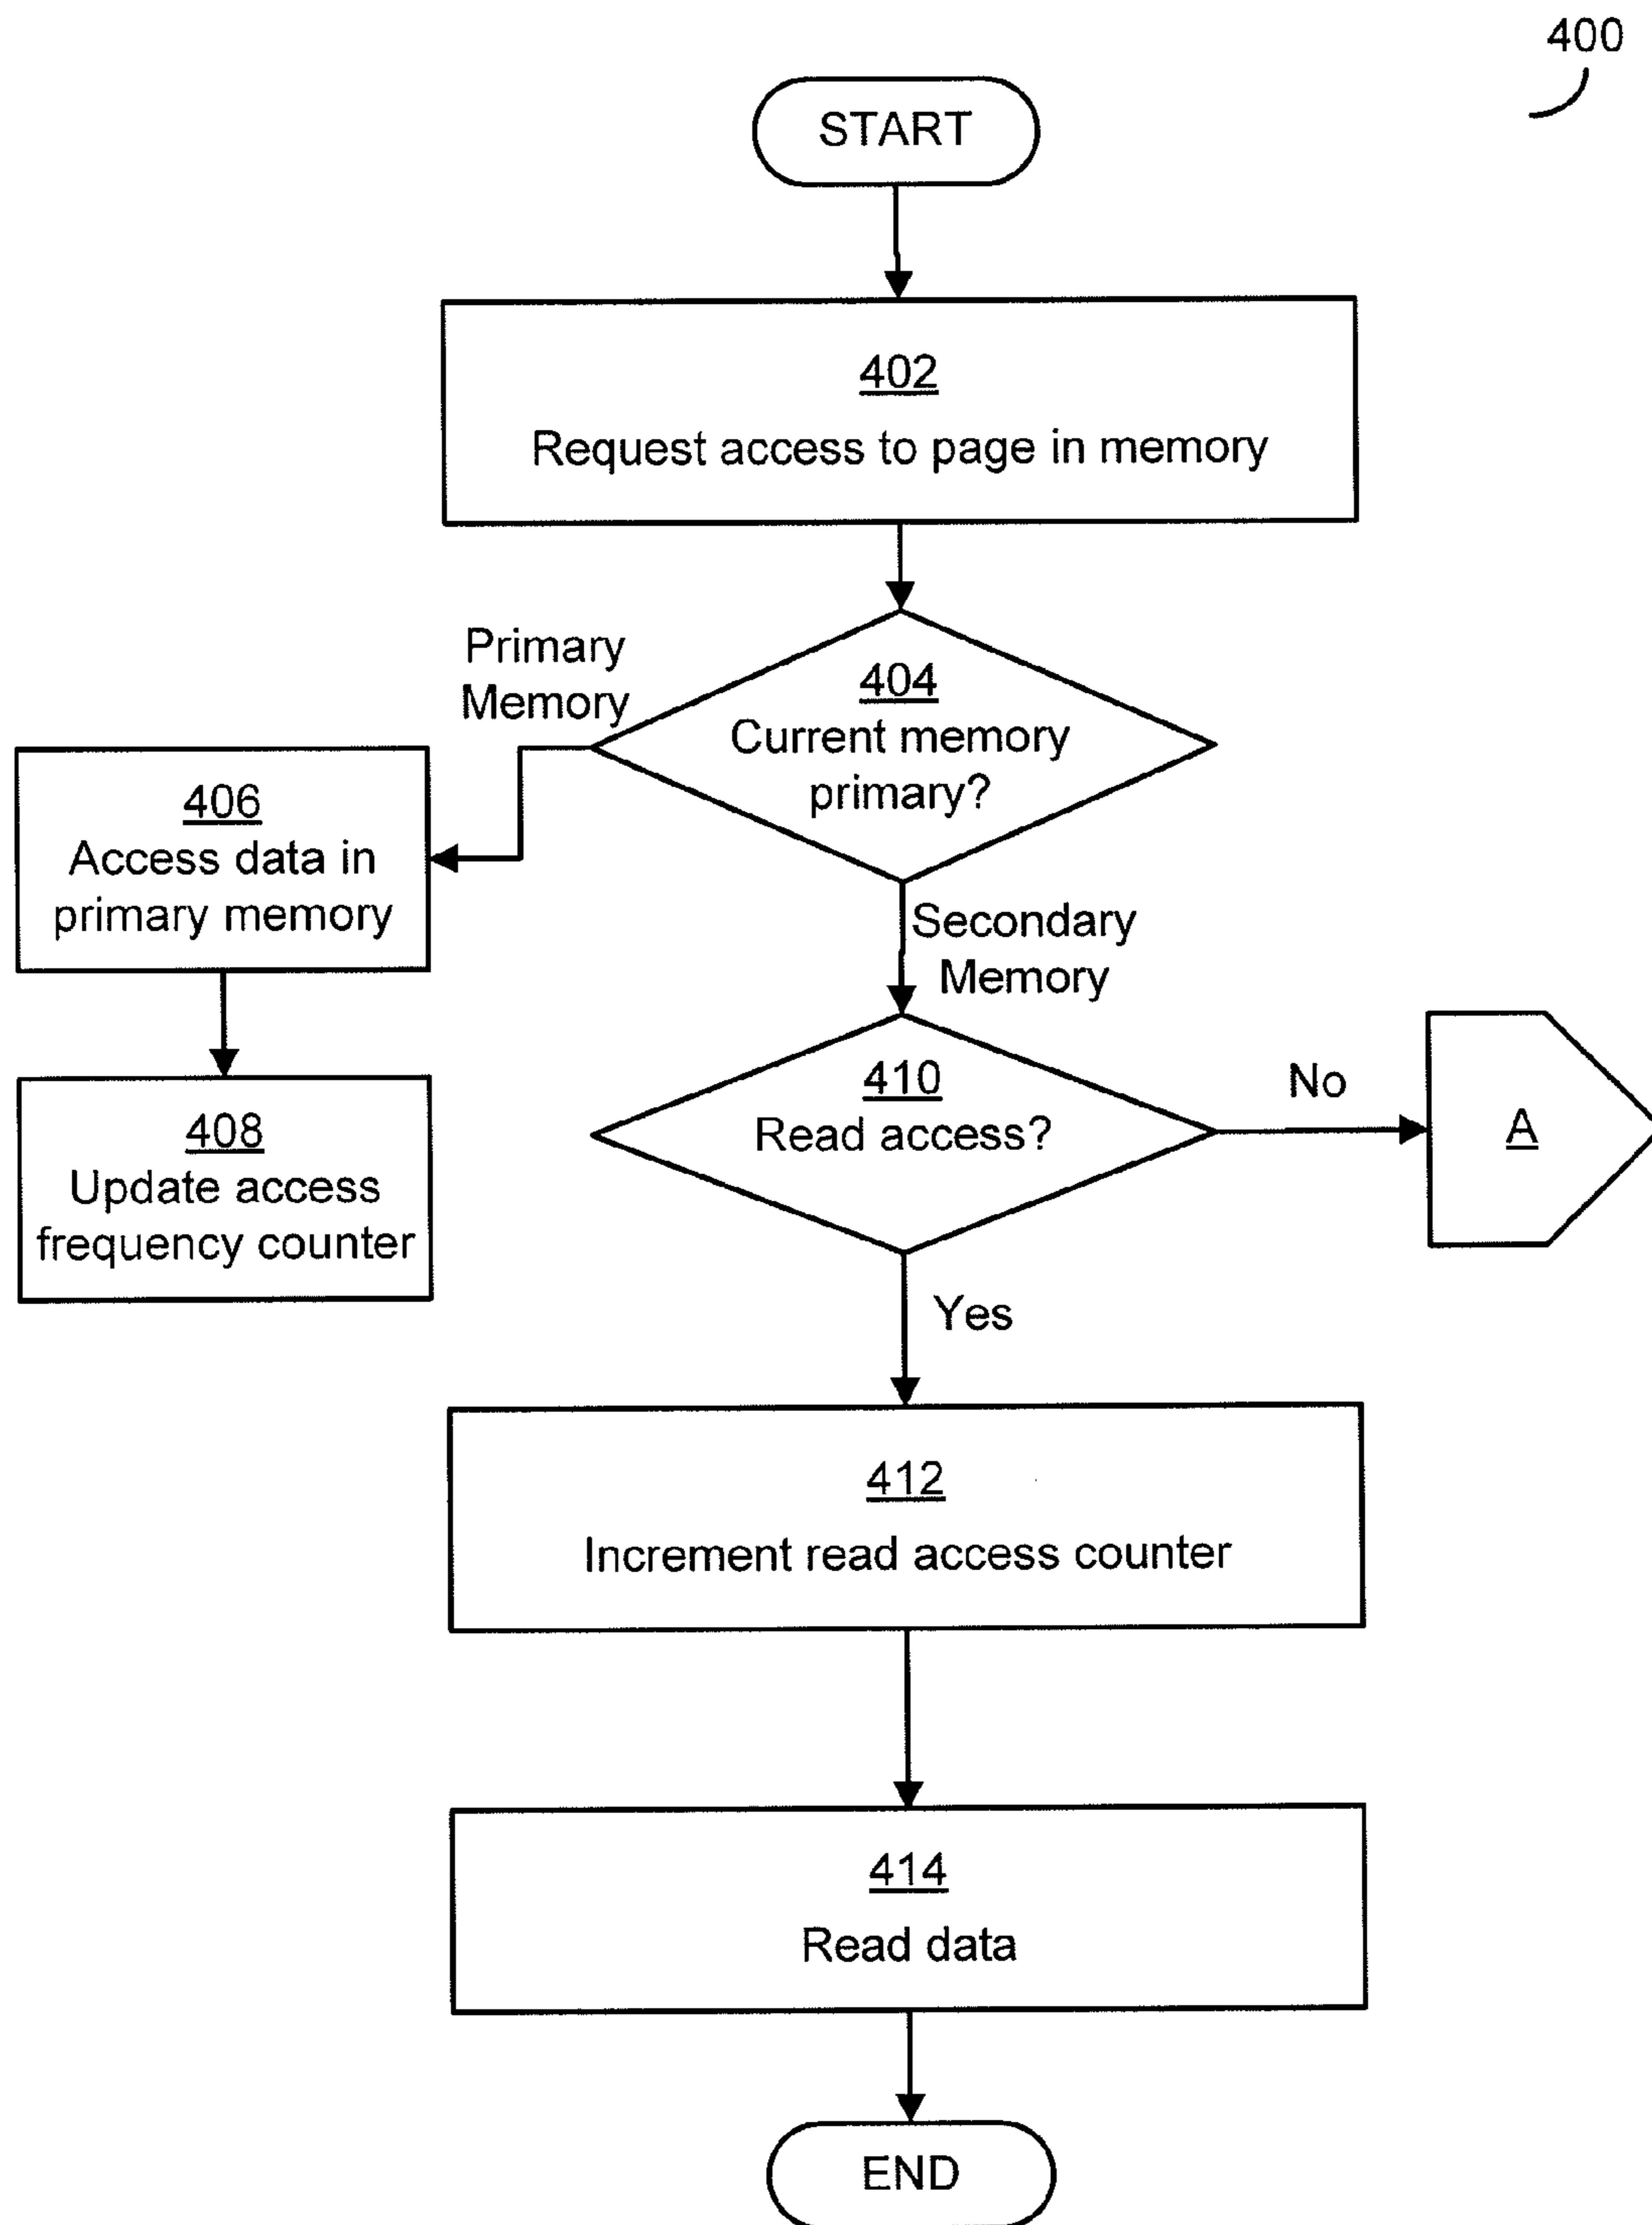 400
START
402
Request access to page in memory
Primary
Memory
404
Current memory
primary?
406
Access data in
primary memory
Secondary
Memory
408
Update access
frequency counter
410
Read access?
No
A
Yes
412
Increment read access counter
414
Read data
END